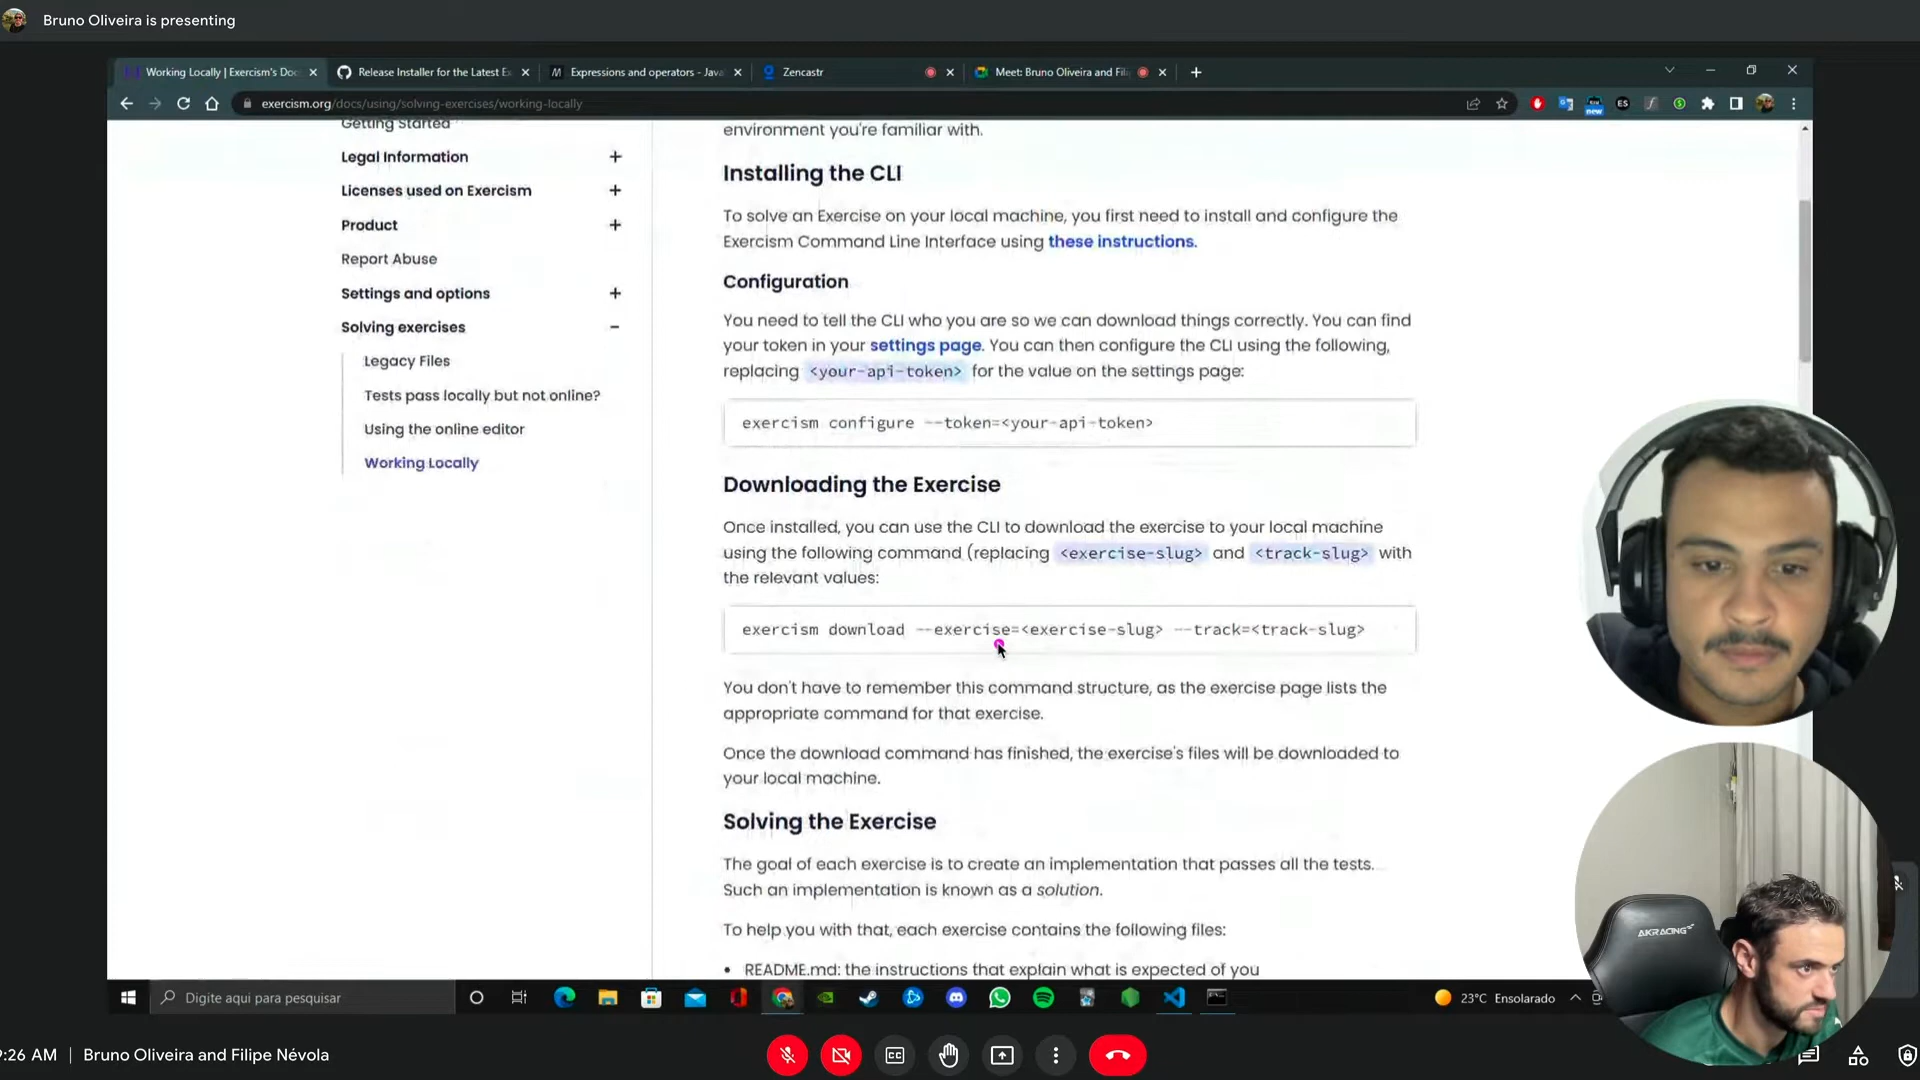 Bruno Oliveira is presenting
Working Locally | Exercism's Doc
Release Installer for the Latest Ex
Expressions and operators - Java
Zencastr
Meet: Bruno Oliveira and Fili
exercism.org/docs/using/solving-exercises/working-locally
ES
new
Getting Started
Legal Information
Licenses used on Exercism
Product
Report Abuse
Settings and options
Solving exercises
Legacy Files
Tests pass locally but not online?
Using the online editor
Working Locally
environment you're familiar with.
Installing the CLI
To solve an Exercise on your local machine, you first need to install and configure the
Exercism Command Line Interface using these instructions.
Configuration
You need to tell the CLI who you are so we can download things correctly. You can find
your token in your settings page. You can then configure the CLI using the following,
replacing <your-api-token> for the value on the settings page:
exercism configure --token=<your-api-token>
Downloading the Exercise
Once installed, you can use the CLI to download the exercise to your local machine
using the following command (replacing <exercise-slug> and <track-slug> with
the relevant values:
exercism download --exercise=<exercise-slug> --track=<track-slug>
You don't have to remember this command structure, as the exercise page lists the
appropriate command for that exercise.
Once the download command has finished, the exercise's files will be downloaded to
your local machine.
Solving the Exercise
The goal of each exercise is to create an implementation that passes all the tests.
Such an implementation is known as a solution.
To help you with that, each exercise contains the following files:
• README.md: the instructions that explain what is expected of you
AKRACING
Digite aqui para pesquisar
23°C Ensolarado
9:26 AM | Bruno Oliveira and Filipe Névola